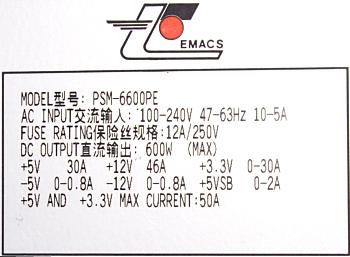 EMACS
MODEL型号: PSM-6600PE
AC INPUT交流输入: 100-240V 47-63Hz 10-5A
FUSE RATING保险丝规格:12A/250V
DC OUTPUT直流输出: 600W (MAX)
+5V 30A +12V 46A +3.3V 0-30A
-5V 0-0.8A -12V 0-0.8A +5VSB 0-2A
+5V AND +3.3V MAX CURRENT:50A